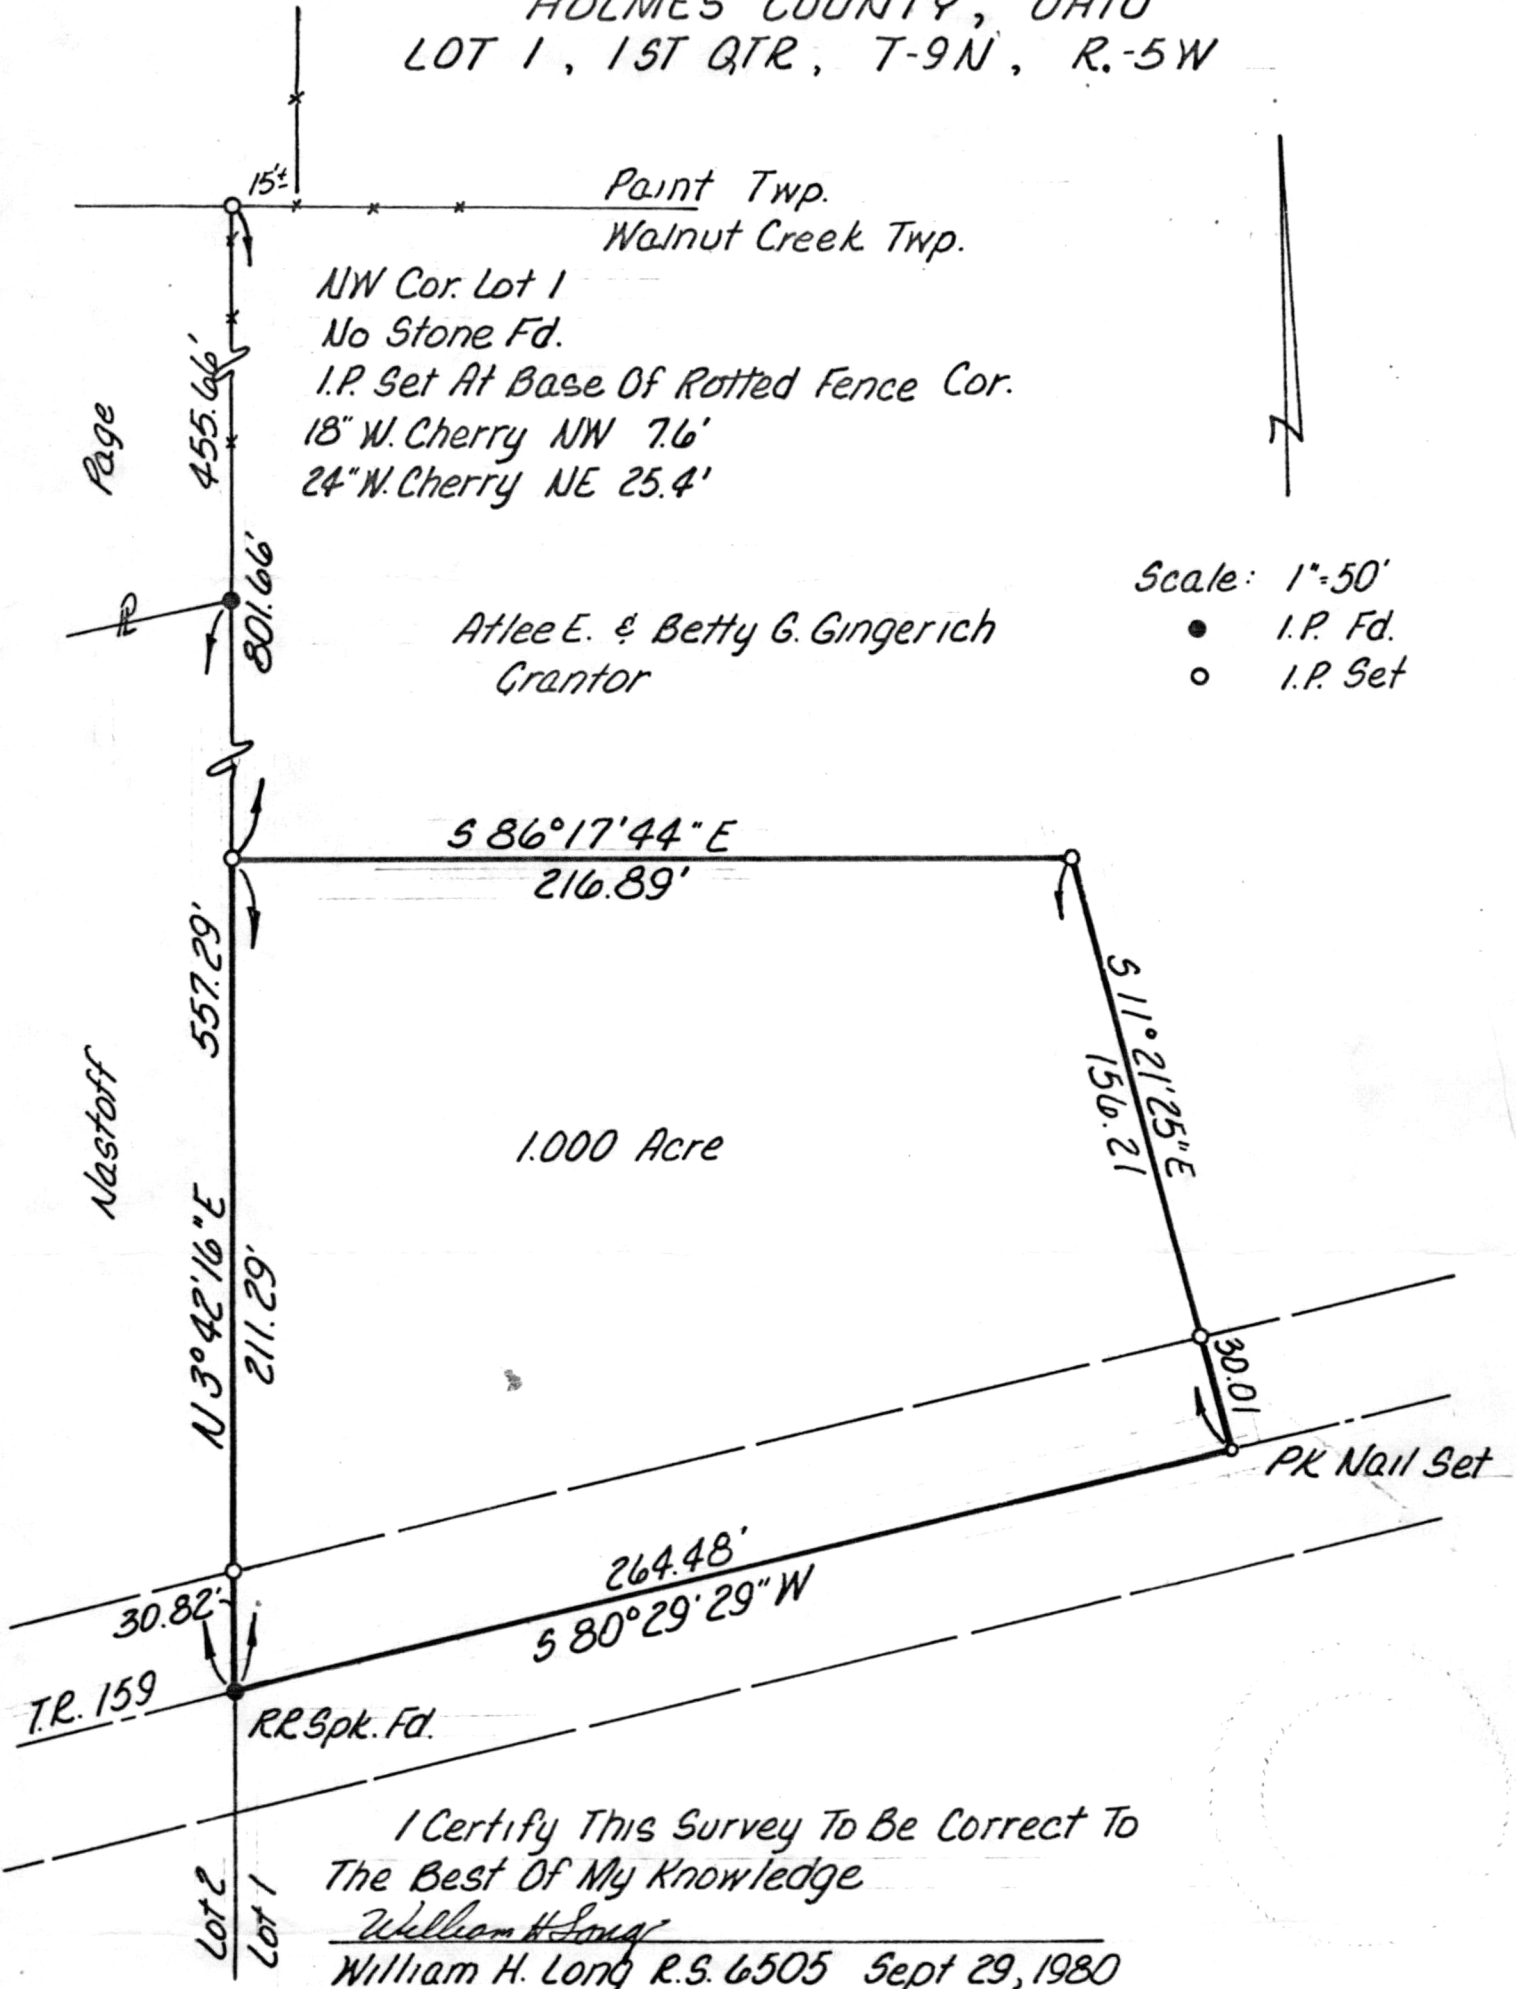 HOLMES COUNTY, OHIO
LOT 1, 1ST QTR, T-9N, R.-5W
15'±
Paint Twp.
Walnut Creek Twp.
NW Cor. Lot 1
No Stone Fd.
I.P. Set At Base Of Rotted Fence Cor.
18" W. Cherry NW 7.6'
24" W. Cherry NE 25.4'
Page
455.66'
801.66'
Scale: 1"=50'
I.P. Fd.
I.P. Set
Atlee E. & Betty G. Gingerich
Grantor
S 86°17'44" E
216.89'
557.29'
Nastoff
S 11°21'25" E
156.21
1.000 Acre
N 3°42'16" E
211.29'
30.01
PK Nail Set
264.48'
S 80°29'29" W
30.82'
T.R. 159
RR Spk. Fd.
I Certify This Survey To Be Correct To
The Best Of My Knowledge
William H Long
William H. Long R.S. 6505 Sept 29, 1980
Lot 2
Lot 1